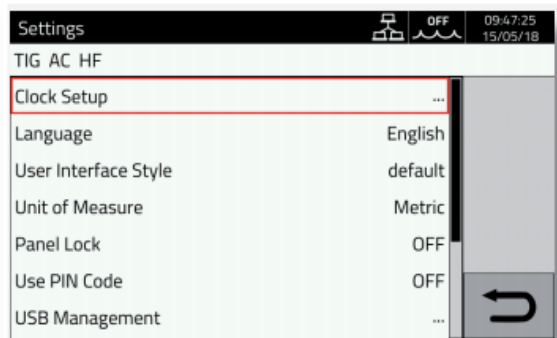 Settings OFF 09:47:25
15/05/18
TIG AC HF
Clock Setup ...
Language English
User Interface Style default
Unit of Measure Metric
Panel Lock OFF
Use PIN Code OFF
USB Management ...